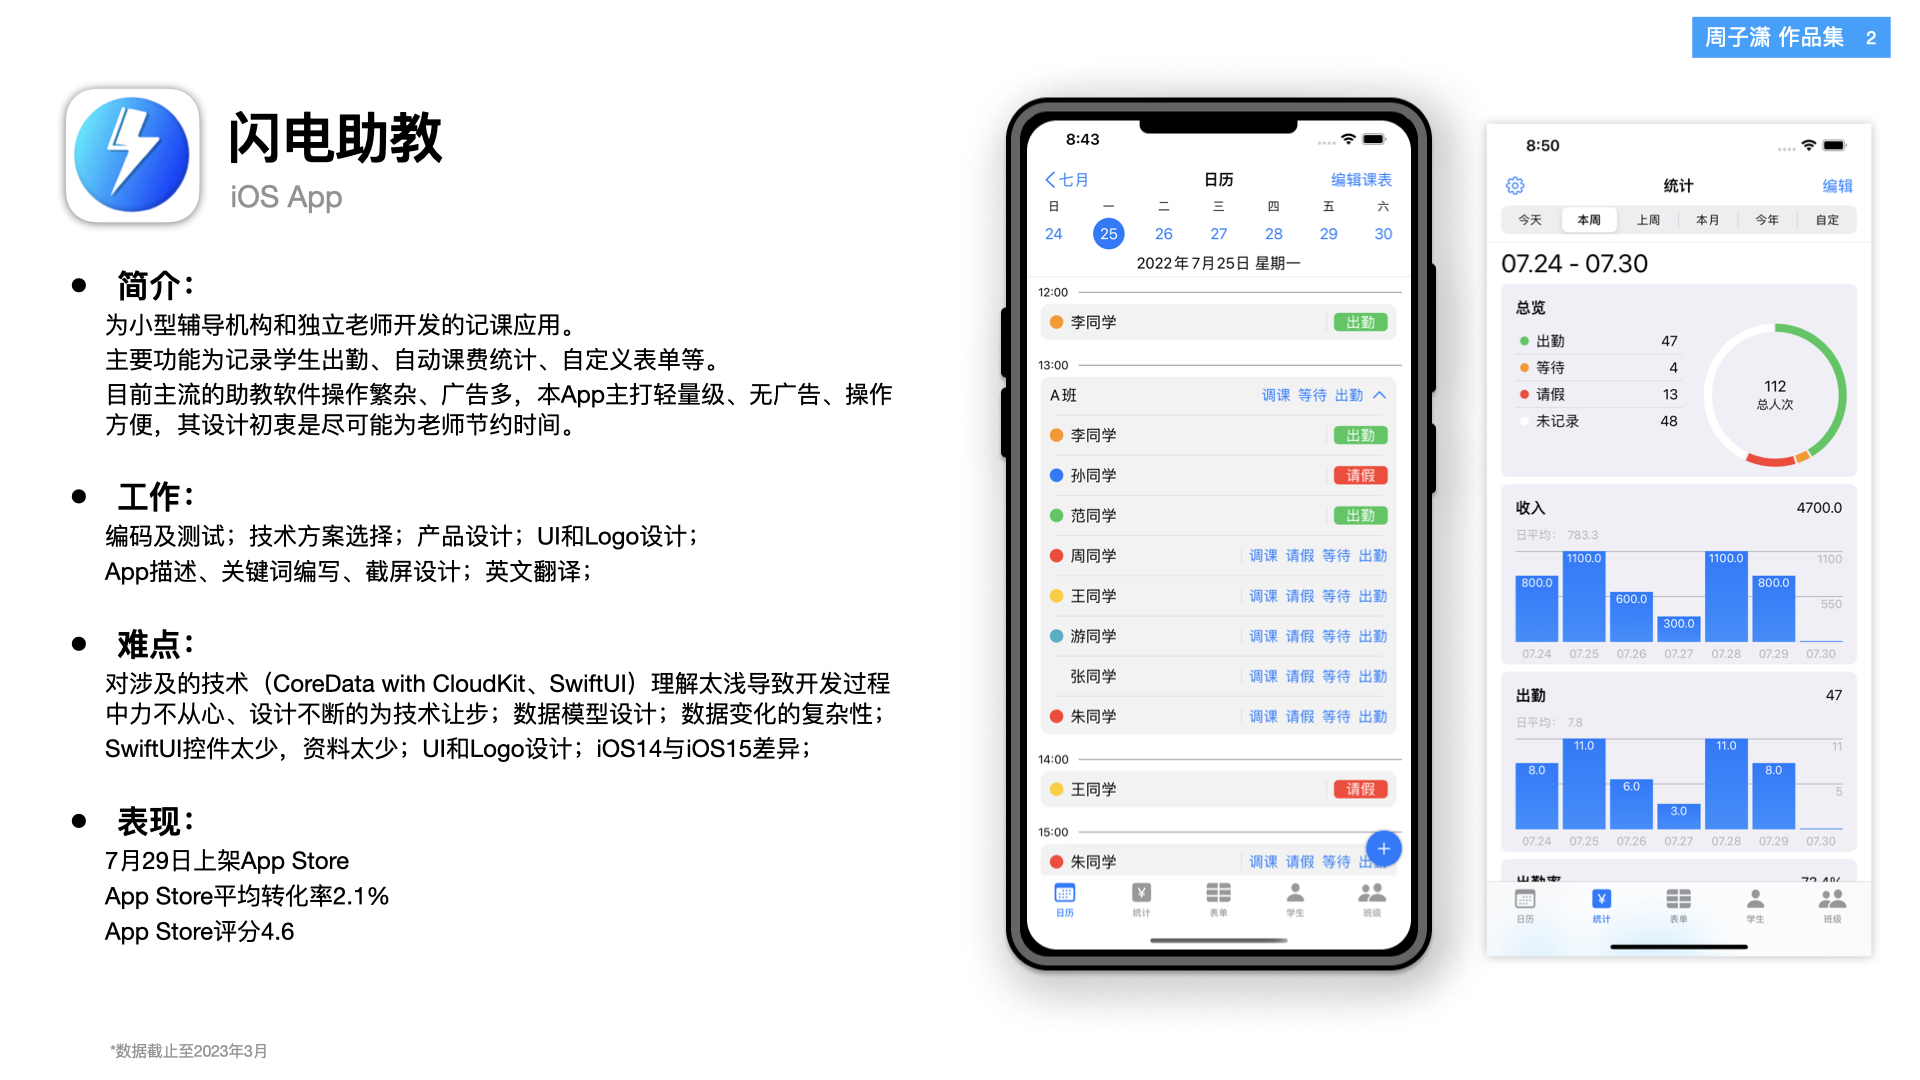 周子潇 作品集 2
闪电助教
iOS App
● 简介：
为小型辅导机构和独立老师开发的记课应用。
主要功能为记录学生出勤、自动课费统计、自定义表单等。
目前主流的助教软件操作繁杂、广告多，本App主打轻量级、无广告、操作
方便，其设计初衷是尽可能为老师节约时间。
● 工作：
编码及测试；技术方案选择；产品设计；UI和Logo设计；
App描述、关键词编写、截屏设计；英文翻译；
● 难点：
对涉及的技术（CoreData with CloudKit、SwiftUI）理解太浅导致开发过程
中力不从心、设计不断的为技术让步；数据模型设计；数据变化的复杂性；
SwiftUI控件太少，资料太少；UI和Logo设计；iOS14与iOS15差异；
● 表现：
7月29日上架App Store
App Store平均转化率2.1%
App Store评分4.6
*数据截止至2023年3月
8:43
七月 日历 编辑课表
日 一 二 三 四 五 六
24 25 26 27 28 29 30
2022年7月25日 星期一
12:00
李同学 出勤
13:00
A班 调课 等待 出勤
李同学 出勤
孙同学 请假
范同学 出勤
周同学 调课 请假 等待 出勤
王同学 调课 请假 等待 出勤
游同学 调课 请假 等待 出勤
张同学 调课 请假 等待 出勤
朱同学 调课 请假 等待 出勤
14:00
王同学 请假
15:00
朱同学 调课 请假 等待 出
日历 统计 表单 学生 班级
8:50
统计 编辑
今天 本周 上周 本月 今年 自定
07.24 - 07.30
总览
出勤 47
等待 4
请假 13
未记录 48
112
总人次
收入 4700.0
日平均： 783.3
800.0 1100.0 600.0 300.0 1100.0 800.0
1100
550
07.24 07.25 07.26 07.27 07.28 07.29 07.30
出勤 47
日平均： 7.8
8.0 11.0 6.0 3.0 11.0 8.0
11
5
07.24 07.25 07.26 07.27 07.28 07.29 07.30
出勤率 73.4%
日历 统计 表单 学生 班级